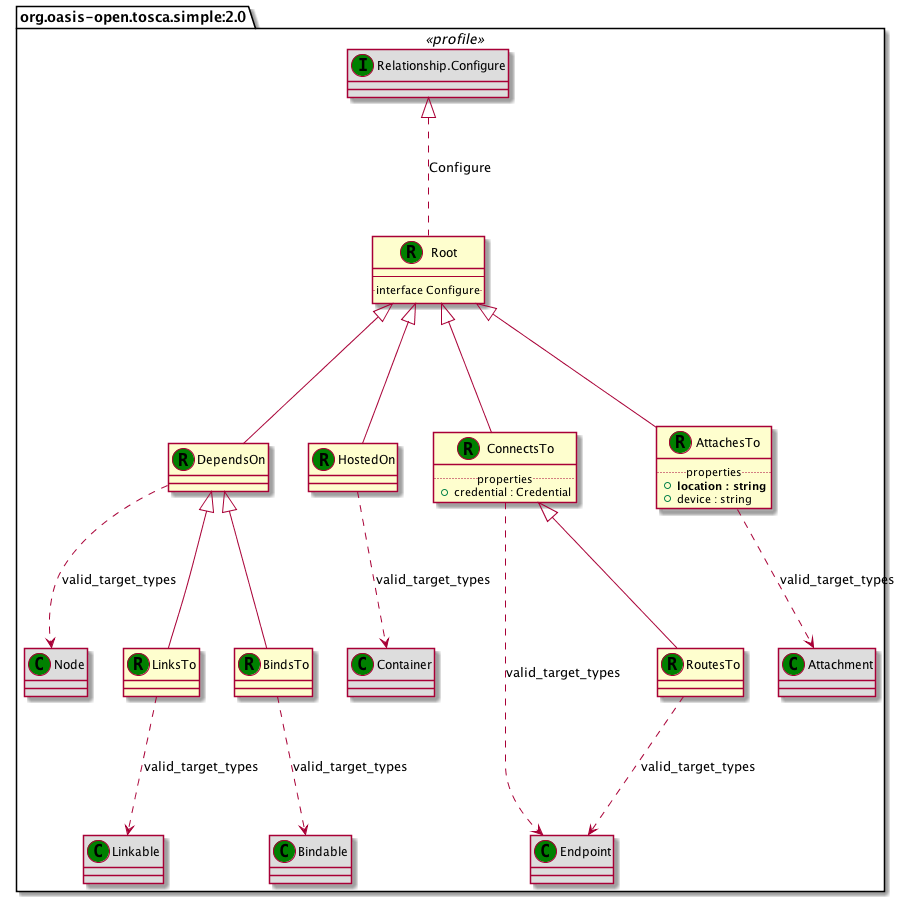 org.oasis-open.tosca.simple:2.0
«profile»
I Relationship.Configure
Configure
R Root
interface Configure
R DependsOn
R HostedOn
R ConnectsTo
properties
credential : Credential
R AttachesTo
properties
location : string
device : string
valid_target_types
valid_target_types
valid_target_types
C Node
R LinksTo
R BindsTo
C Container
valid_target_types
R RoutesTo
C Attachment
valid_target_types
valid_target_types
valid_target_types
C Linkable
C Bindable
C Endpoint